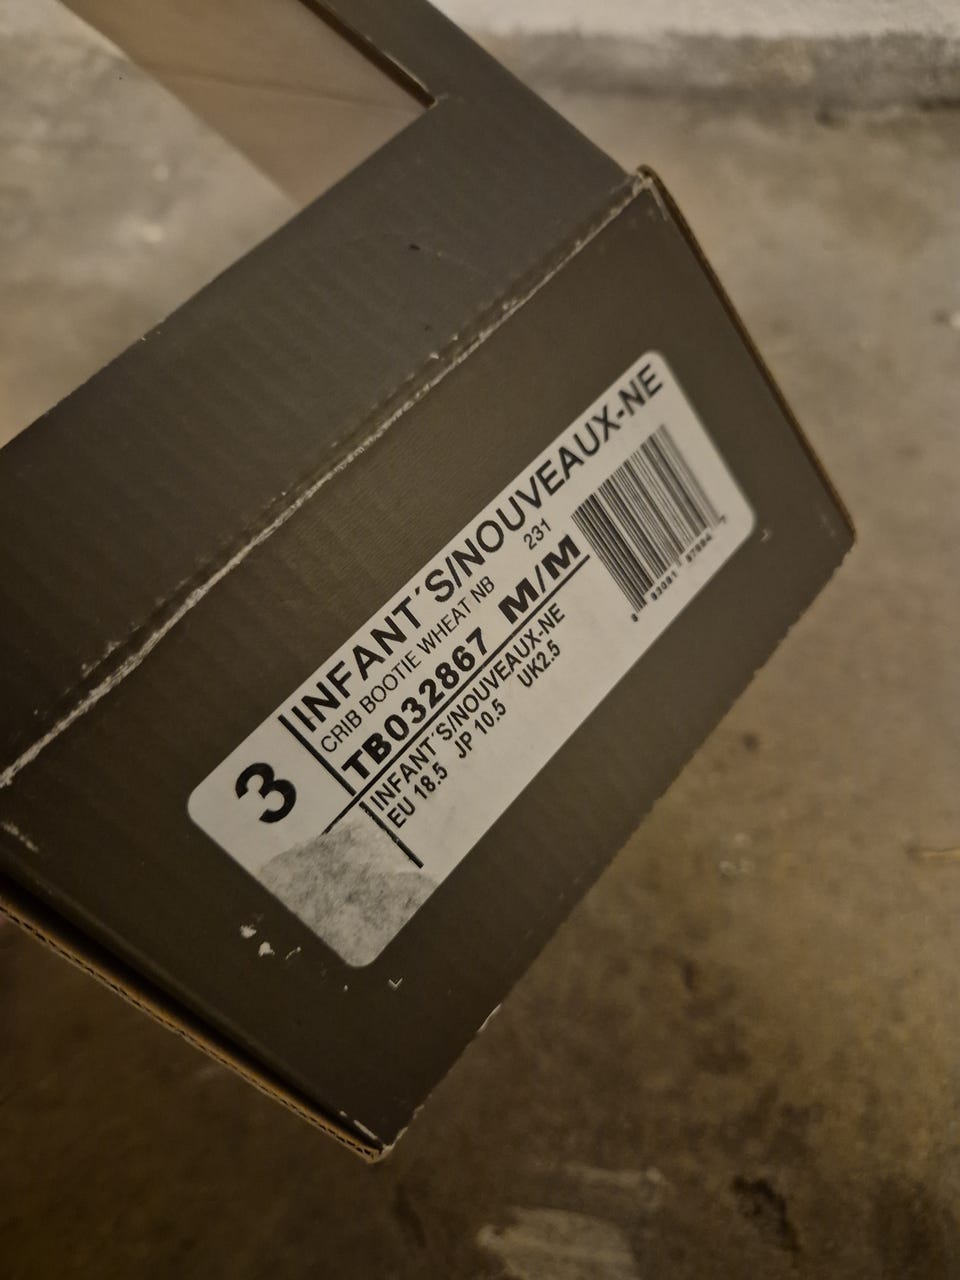 3
INFANT´S/NOUVEAUX-NE
CRIB BOOTIE WHEAT NB 231
TB032867 M/M
INFANT´S/NOUVEAUX-NE
EU 18.5 JP 10.5 UK2.5